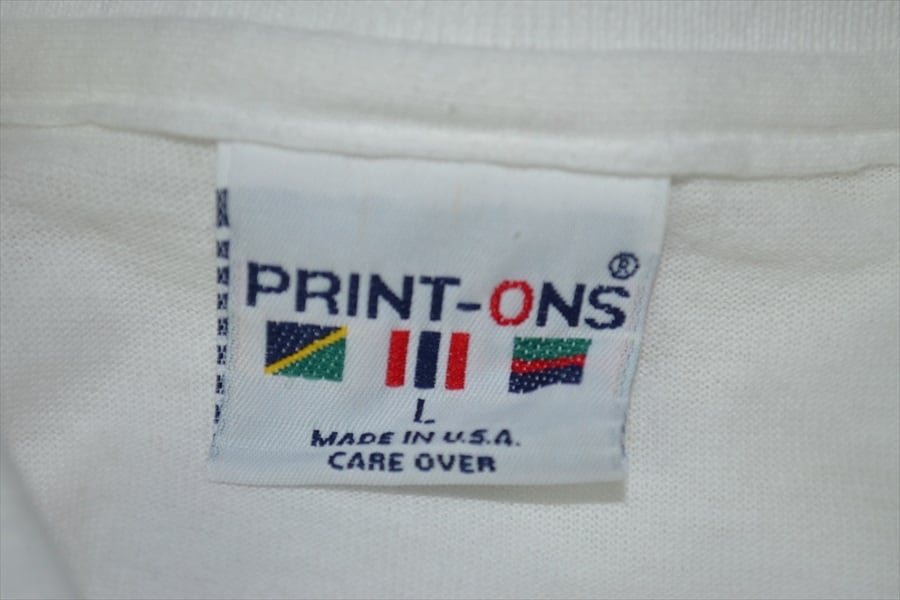 PRINT-ONS®
L
MADE IN U.S.A.
CARE OVER